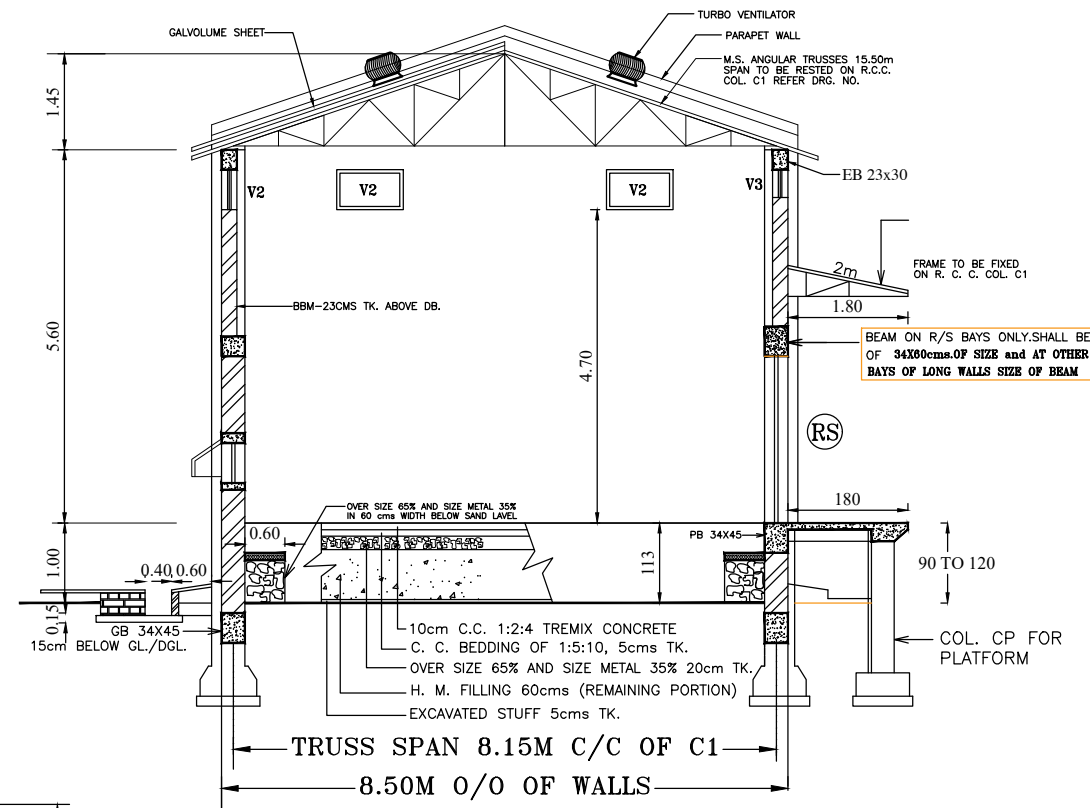 TURBO VENTILATOR
GALVOLUME SHEET
PARAPET WALL
M.S. ANGULAR TRUSSES 15.50m
SPAN TO BE RESTED ON R.C.C.
COL. C1 REFER DRG. NO.
1.45
EB 23x30
V2
V2
V2
V3
FRAME TO BE FIXED
ON R. C. C. COL. C1
2m
1.80
BBM-23CMS TK. ABOVE DB.
5.60
4.70
BEAM ON R/S BAYS ONLY.SHALL BE
OF 34X60cms.OF SIZE and AT OTHER
BAYS OF LONG WALLS SIZE OF BEAM
RS
180
OVER SIZE 65% AND SIZE METAL 35%
IN 60 cms WIDTH BELOW SAND LAVEL
0.60
PB 34X45
1.00
0.40
0.60
113
90 TO 120
0.15
GB 34X45
15cm BELOW GL./DGL.
10cm C.C. 1:2:4 TREMIX CONCRETE
C. C. BEDDING OF 1:5:10, 5cms TK.
OVER SIZE 65% AND SIZE METAL 35% 20cm TK.
H. M. FILLING 60cms (REMAINING PORTION)
EXCAVATED STUFF 5cms TK.
COL. CP FOR
PLATFORM
TRUSS SPAN 8.15M C/C OF C1
8.50M O/O OF WALLS